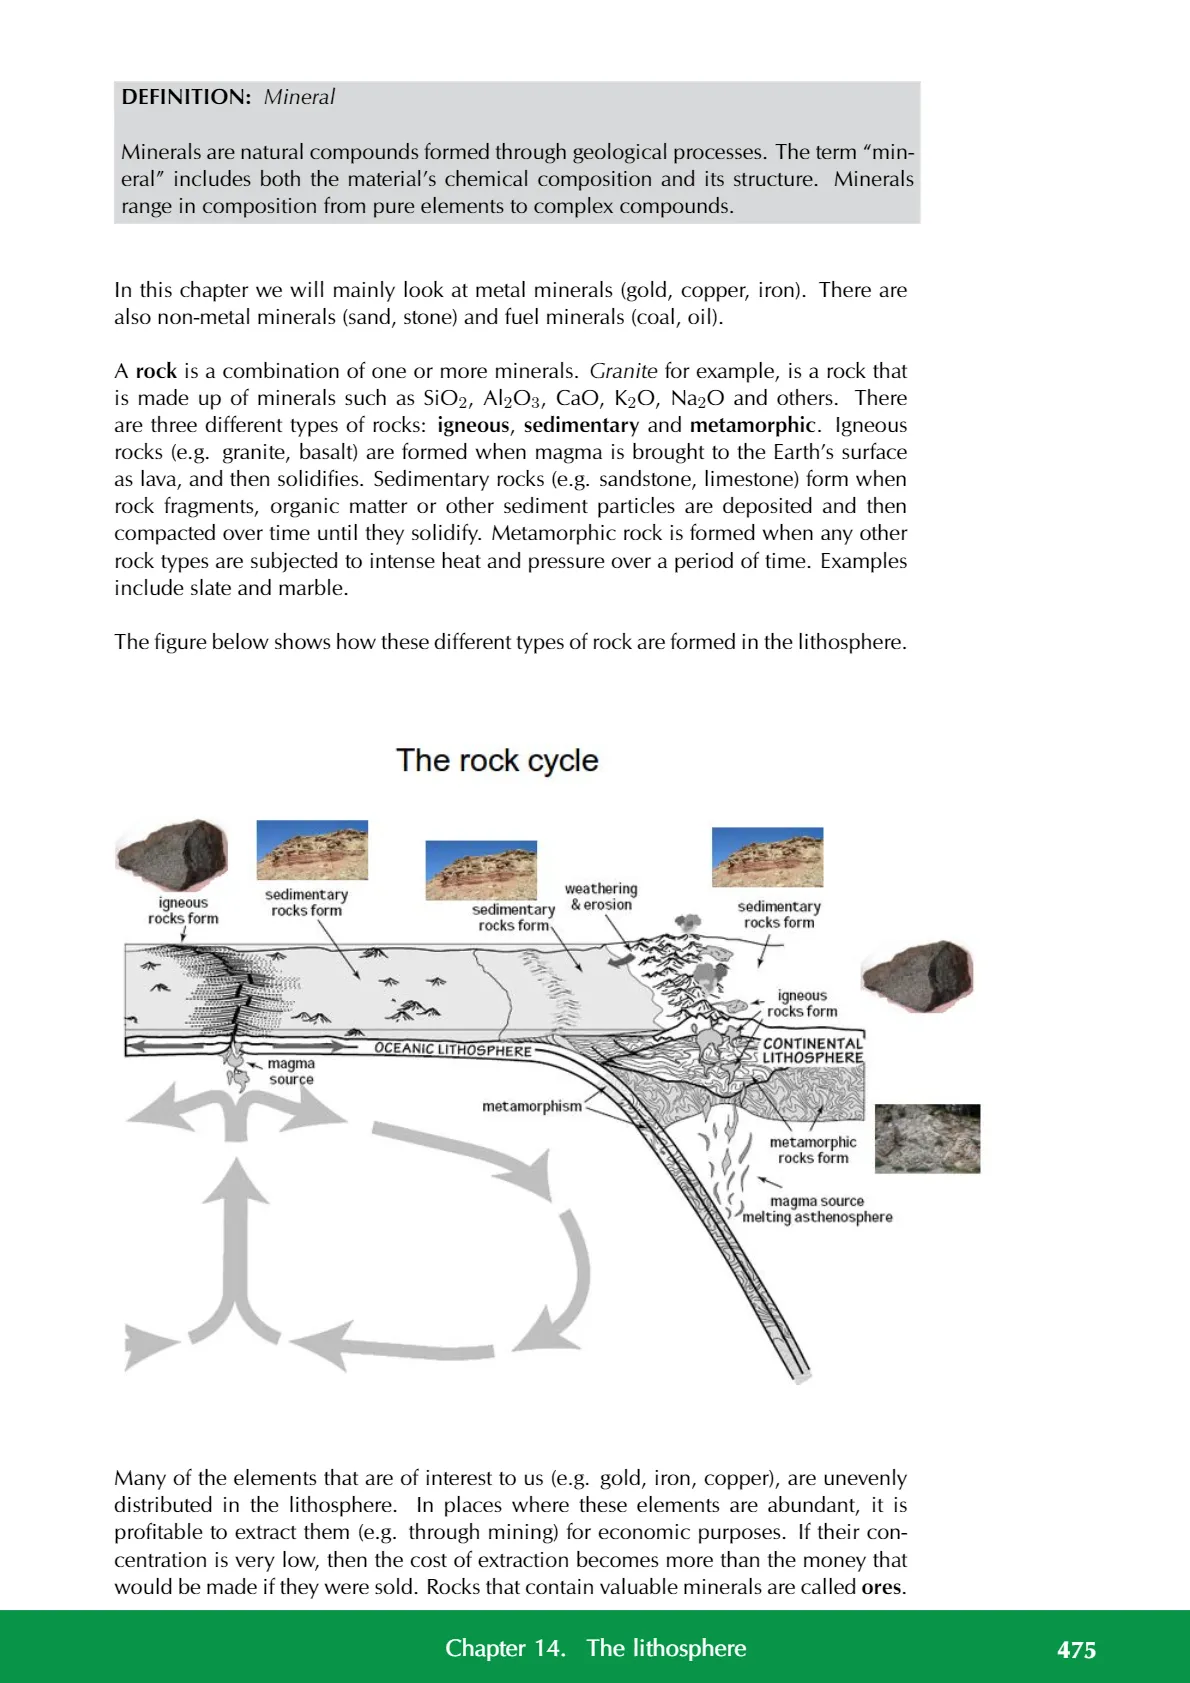 DEFINITION: Mineral
Minerals are natural compounds formed through geological processes. The term “min-
eral” includes both the material’s chemical composition and its structure. Minerals
range in composition from pure elements to complex compounds.
In this chapter we will mainly look at metal minerals (gold, copper, iron). There are
also non-metal minerals (sand, stone) and fuel minerals (coal, oil).
A rock is a combination of one or more minerals. Granite for example, is a rock that
is made up of minerals such as SiO₂, Al₂O₃, CaO, K₂O, Na₂O and others. There
are three different types of rocks: igneous, sedimentary and metamorphic. Igneous
rocks (e.g. granite, basalt) are formed when magma is brought to the Earth’s surface
as lava, and then solidifies. Sedimentary rocks (e.g. sandstone, limestone) form when
rock fragments, organic matter or other sediment particles are deposited and then
compacted over time until they solidify. Metamorphic rock is formed when any other
rock types are subjected to intense heat and pressure over a period of time. Examples
include slate and marble.
The figure below shows how these different types of rock are formed in the lithosphere.
The rock cycle
igneous
rocks form
sedimentary
rocks form
sedimentary
rocks form
weathering
& erosion
sedimentary
rocks form
igneous
rocks form
CONTINENTAL
LITHOSPHERE
OCEANIC LITHOSPHERE
magma
source
metamorphism
metamorphic
rocks form
magma source
melting asthenosphere
Many of the elements that are of interest to us (e.g. gold, iron, copper), are unevenly
distributed in the lithosphere. In places where these elements are abundant, it is
profitable to extract them (e.g. through mining) for economic purposes. If their con-
centration is very low, then the cost of extraction becomes more than the money that
would be made if they were sold. Rocks that contain valuable minerals are called ores.
Chapter 14. The lithosphere
475